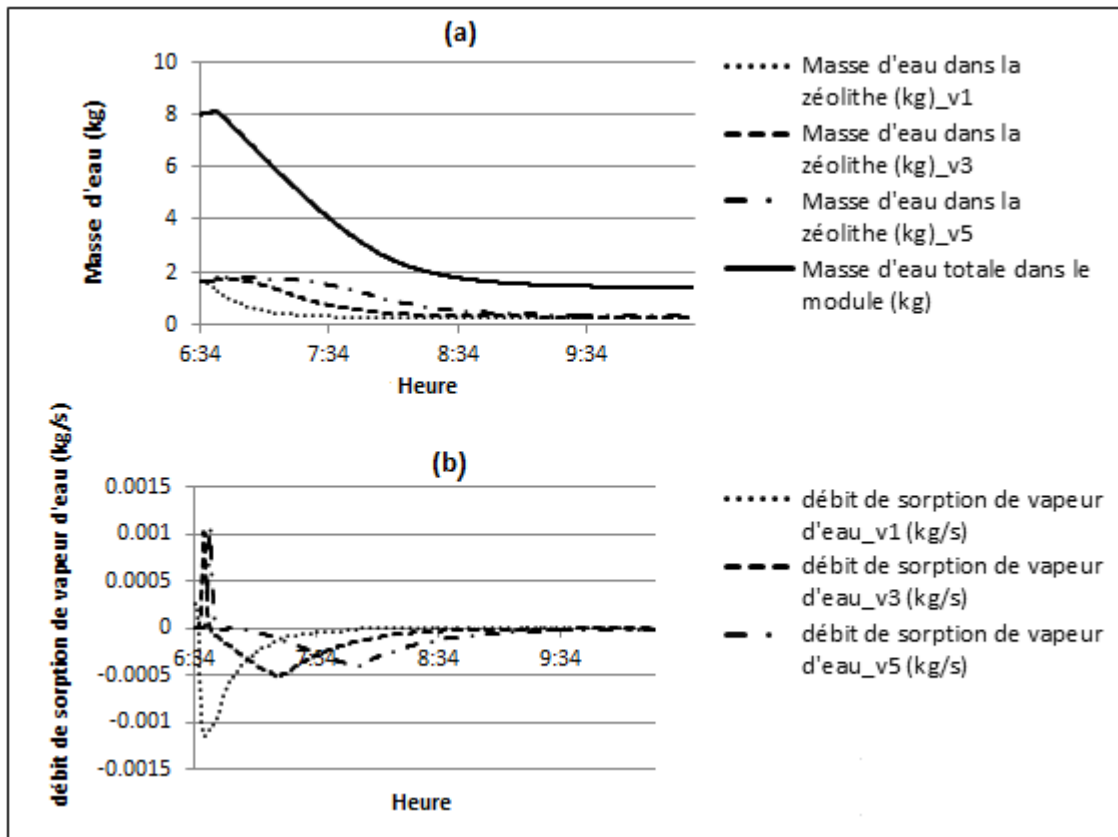 (a)
Masse d'eau (kg)
10
8
6
4
2
0
6:34 7:34 8:34 9:34
Heure
Masse d'eau dans la
zéolithe (kg)_v1
Masse d'eau dans la
zéolithe (kg)_v3
Masse d'eau dans la
zéolithe (kg)_v5
Masse d'eau totale dans le
module (kg)
(b)
débit de sorption de vapeur d'eau (kg/s)
0.0015
0.001
0.0005
0
6:34 7:34 8:34 9:34
-0.0005
-0.001
-0.0015
Heure
débit de sorption de vapeur
d'eau_v1 (kg/s)
débit de sorption de vapeur
d'eau_v3 (kg/s)
débit de sorption de vapeur
d'eau_v5 (kg/s)